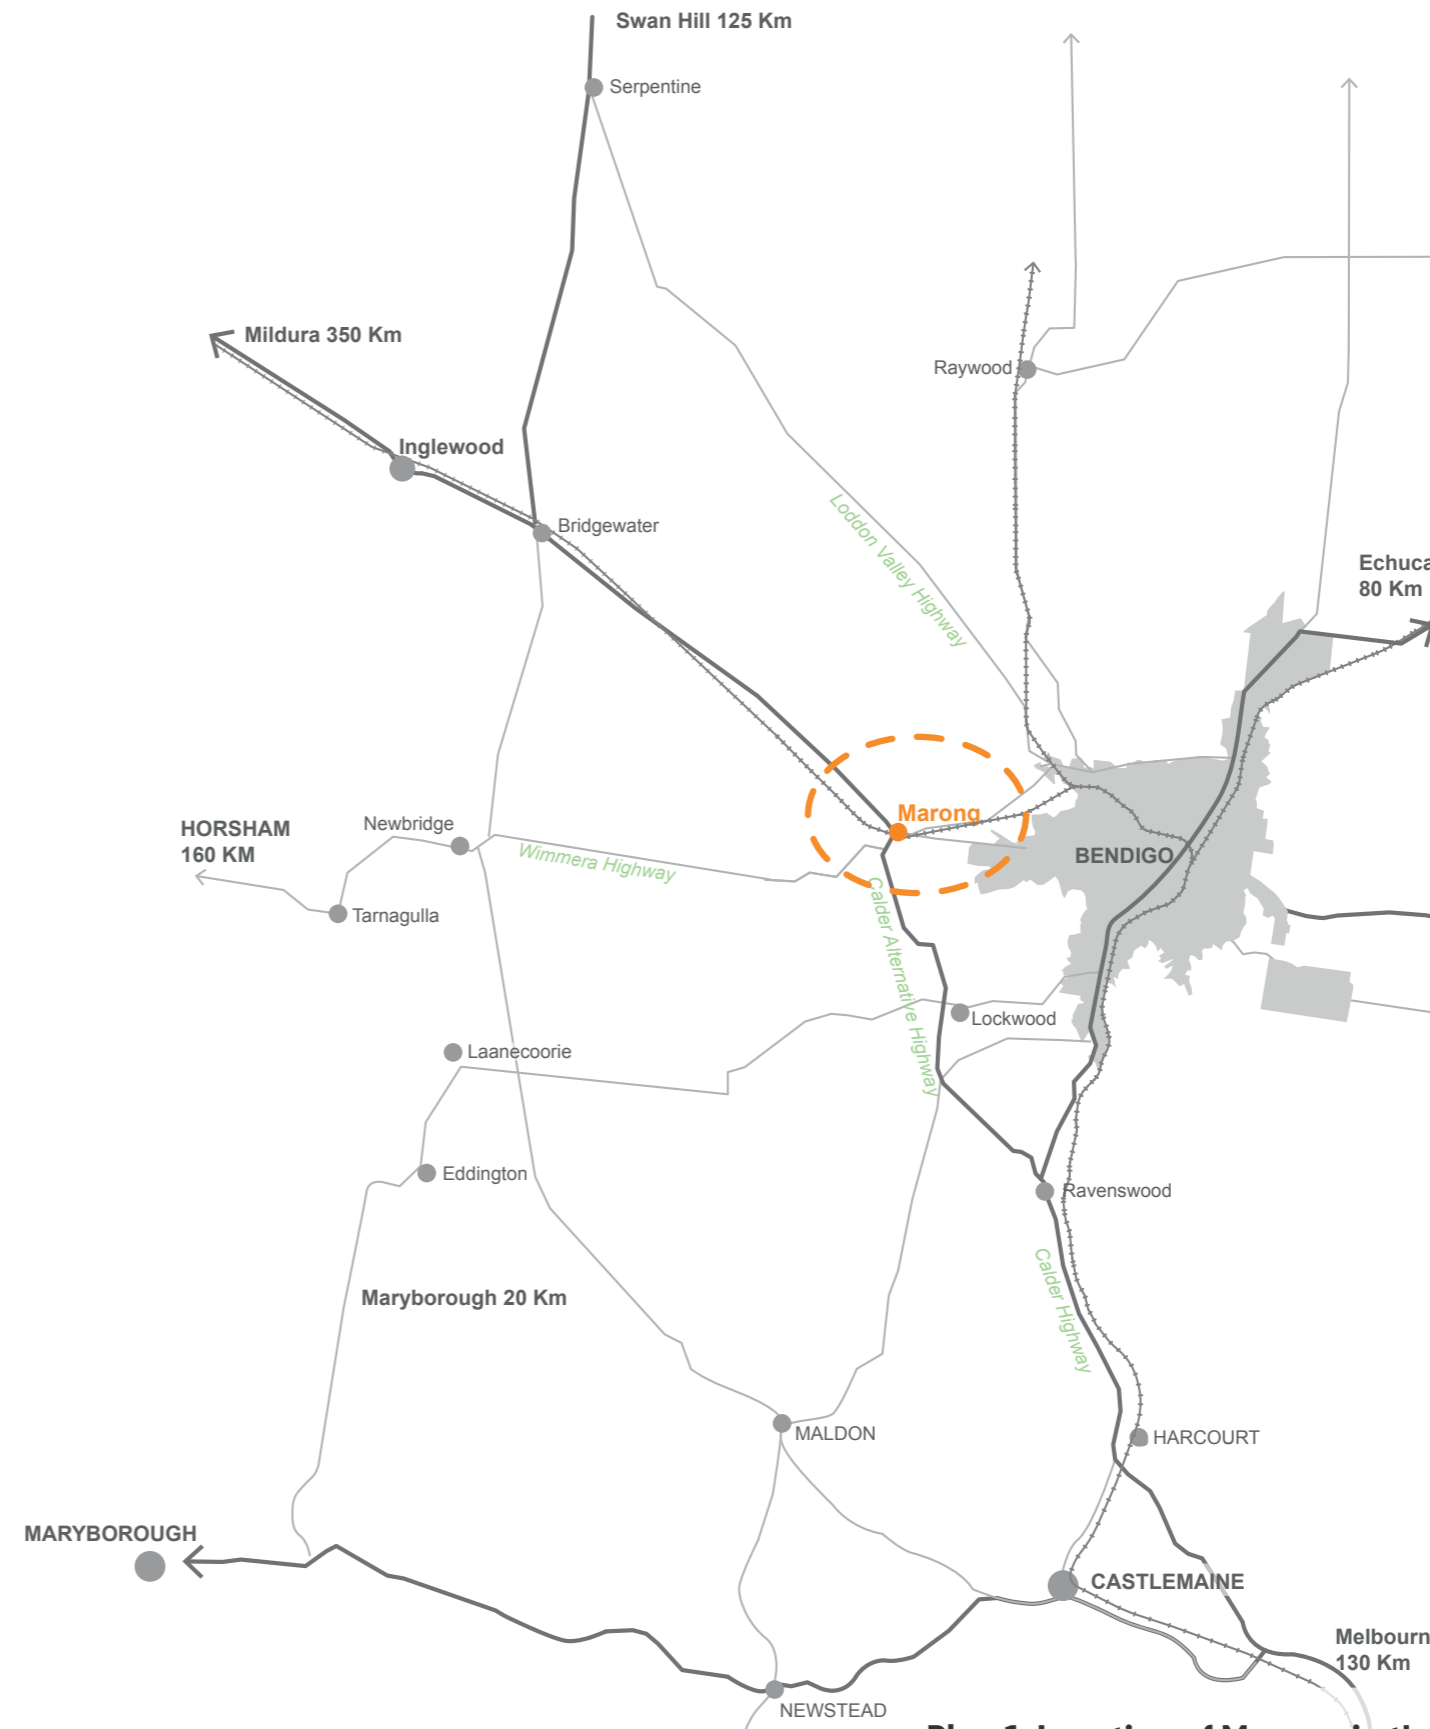 Swan Hill 125 Km
Serpentine
Mildura 350 Km
Raywood
Inglewood
Bridgewater
Loddon Valley Highway
Echuca
80 Km
Marong
HORSHAM
160 KM
Newbridge
Wimmera Highway
BENDIGO
Tarnagulla
Calder Alternative Highway
Lockwood
Laanecoorie
Eddington
Ravenswood
Calder Highway
Maryborough 20 Km
MALDON
HARCOURT
MARYBOROUGH
CASTLEMAINE
Melbourn
130 Km
NEWSTEAD